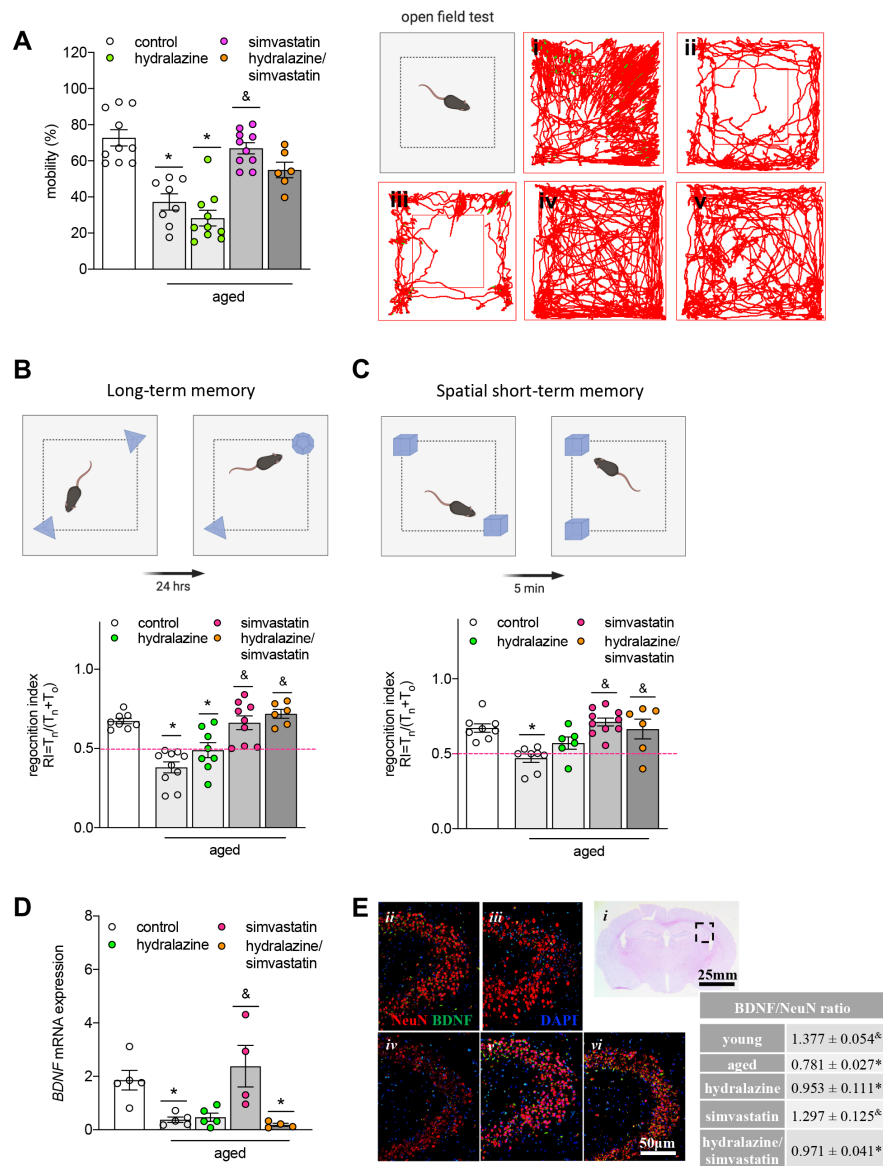 A
control
hydralazine
simvastatin
hydralazine/
simvastatin
mobility (%)
120
100
80
60
40
20
0
*
*
&
aged
open field test
i
ii
iii
iv
v
B
Long-term memory
24 hrs
control
hydralazine
simvastatin
hydralazine/
simvastatin
regocnition index
RI=Tn/(Tn+To)
1.0
0.5
0.0
*
*
&
&
aged
C
Spatial short-term memory
5 min
control
hydralazine
simvastatin
hydralazine/
simvastatin
regocnition index
RI=Tn/(Tn+To)
1.0
0.5
0.0
*
&
&
aged
D
control
hydralazine
simvastatin
hydralazine/
simvastatin
BDNF mRNA expression
8
6
4
2
0
*
&
*
aged
E
ii
iii
i
NeuN BDNF
DAPI
25mm
iv
v
vi
50µm
BDNF/NeuN ratio
young 1.377 ± 0.054&
aged 0.781 ± 0.027*
hydralazine 0.953 ± 0.111*
simvastatin 1.297 ± 0.125&
hydralazine/
simvastatin 0.971 ± 0.041*